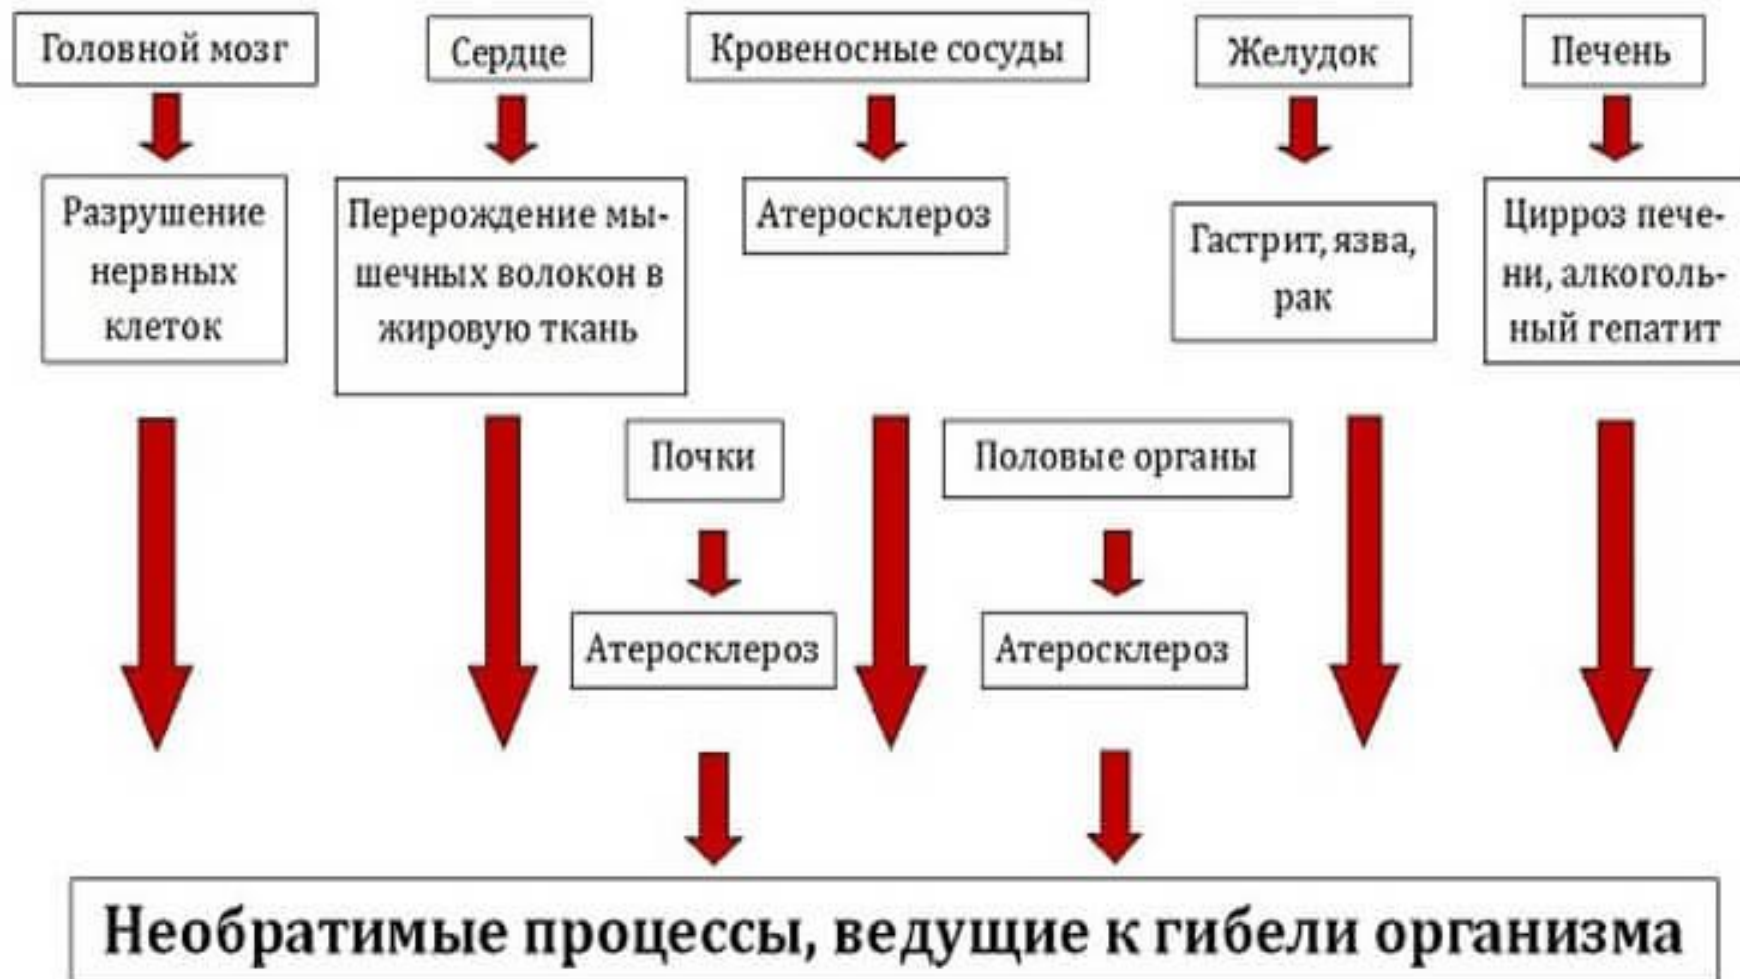 Головной мозг
Сердце
Кровеносные сосуды
Желудок
Печень
Разрушение
нервных
клеток
Перерождение мы-
шечных волокон в
жировую ткань
Атеросклероз
Гастрит, язва,
рак
Цирроз пече-
ни, алкоголь-
ный гепатит
Почки
Половые органы
Атеросклероз
Атеросклероз
Необратимые процессы, ведущие к гибели организма